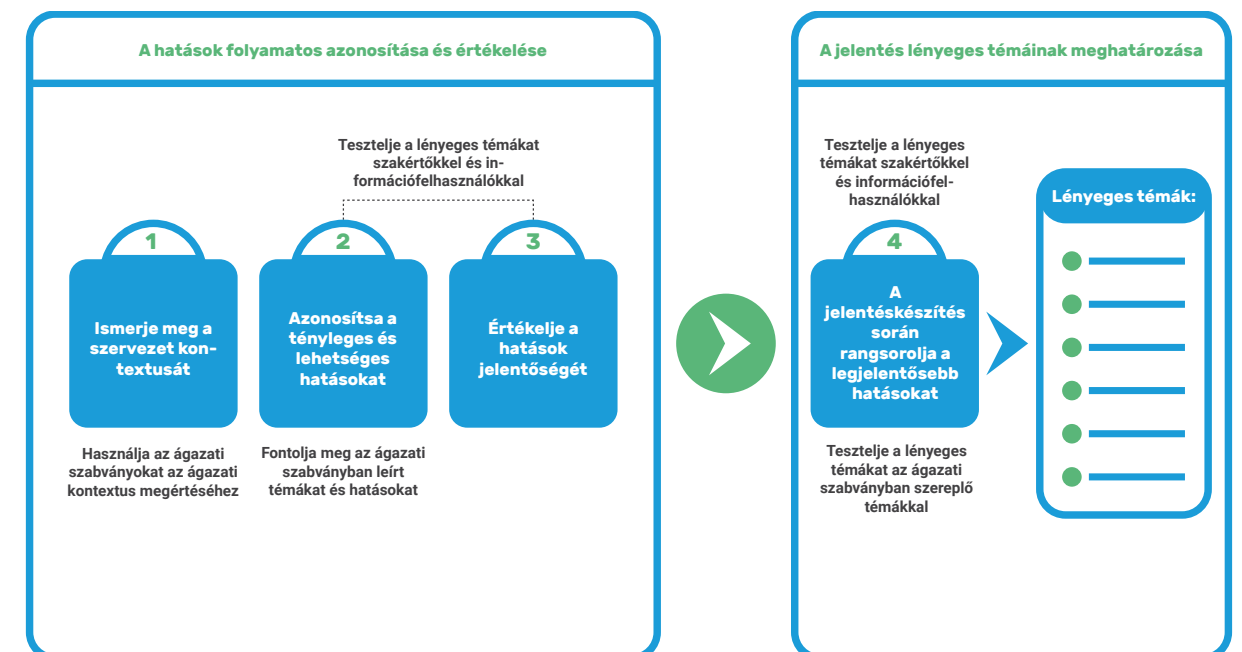 A hatások folyamatos azonosítása és értékelése
Tesztelje a lényeges témákat
szakértőkkel és in-
formációfelhasználókkal
1
Ismerje meg a
szervezet kon-
textusát
Használja az ágazati
szabványokat az ágazati
kontextus megértéséhez
2
Azonosítsa a
tényleges és
lehetséges
hatásokat
Fontolja meg az ágazati
szabványban leírt
témákat és hatásokat
3
Értékelje a
hatások
jelentőségét
A jelentés lényeges témáinak meghatározása
Tesztelje a lényeges
témákat szakértőkkel
és információfel-
használókkal
4
A
jelentéskészítés
során
rangsorolja a
legjelentősebb
hatásokat
Tesztelje a lényeges
témákat az ágazati
szabványban szereplő
témákkal
Lényeges témák: